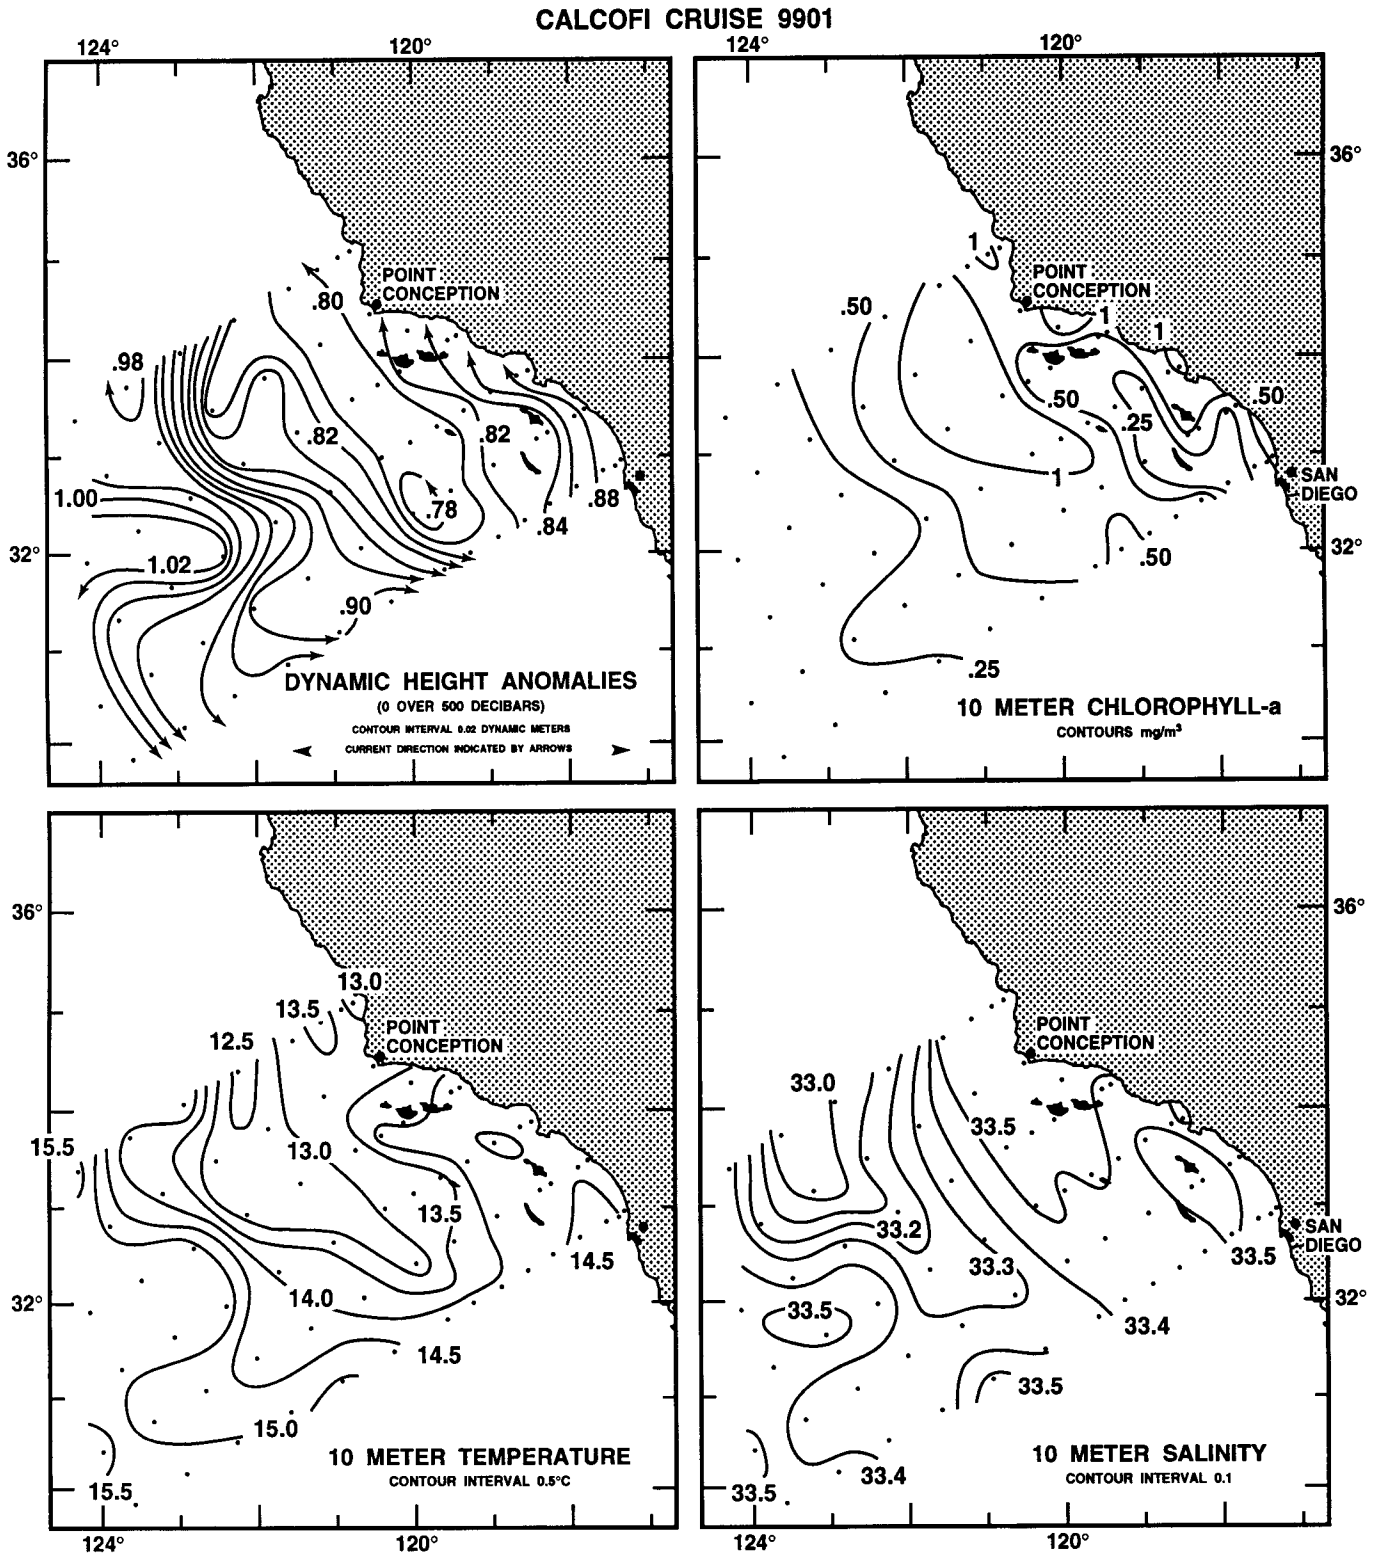 CALCOFI CRUISE 9901
124°
120°
124°
120°
36°
36°
POINT
CONCEPTION
.80
.98
.82
.82
1.00
.78
.84
.88
32°
1.02
.90
DYNAMIC HEIGHT ANOMALIES
(0 OVER 500 DECIBARS)
CONTOUR INTERVAL 0.02 DYNAMIC METERS
CURRENT DIRECTION INDICATED BY ARROWS
1
POINT
CONCEPTION
.50
1
1
.50
.25
.50
1
SAN
DIEGO
32°
.50
.25
10 METER CHLOROPHYLL-a
CONTOURS mg/m³
36°
13.0
13.5
12.5
POINT
CONCEPTION
15.5
13.0
13.5
14.5
32°
14.0
14.5
15.0
15.5
10 METER TEMPERATURE
CONTOUR INTERVAL 0.5°C
124°
120°
36°
POINT
CONCEPTION
33.0
33.5
33.2
SAN
DIEGO
33.5
33.3
32°
33.5
33.4
33.5
33.4
33.5
10 METER SALINITY
CONTOUR INTERVAL 0.1
124°
120°